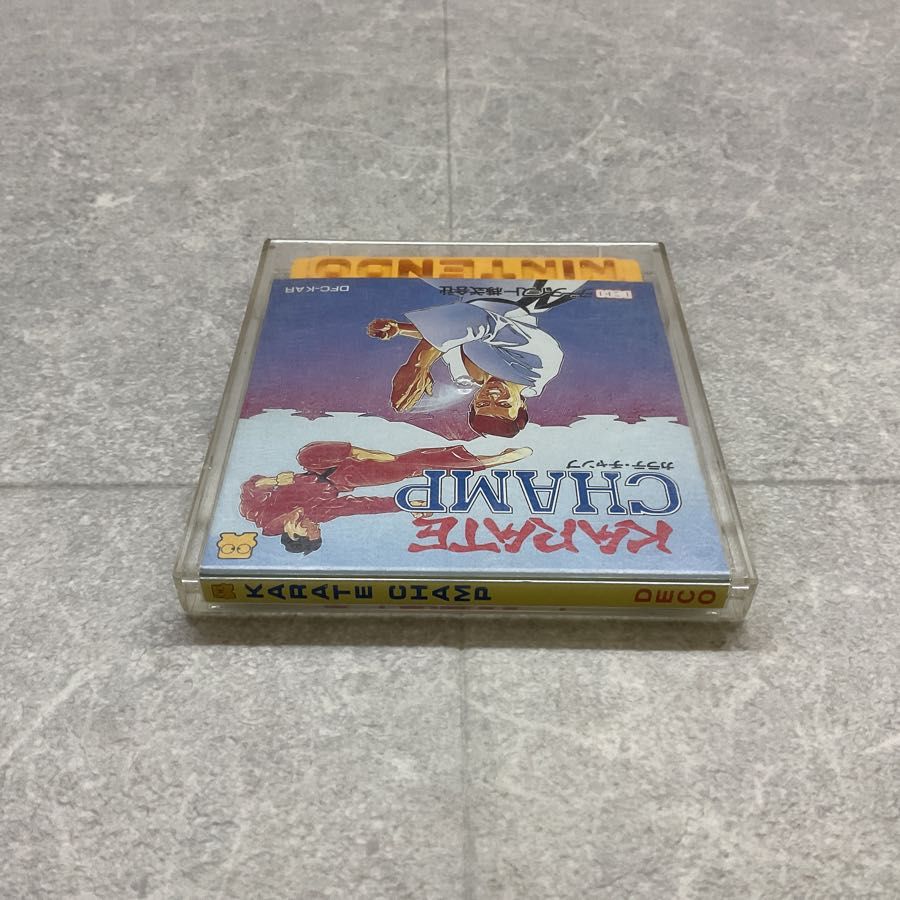 KARATE
CHAMP
カラテ・チャンプ
データイースト株式会社
DFC-KAR
NINTENDO
KARATE CHAMP
DECO